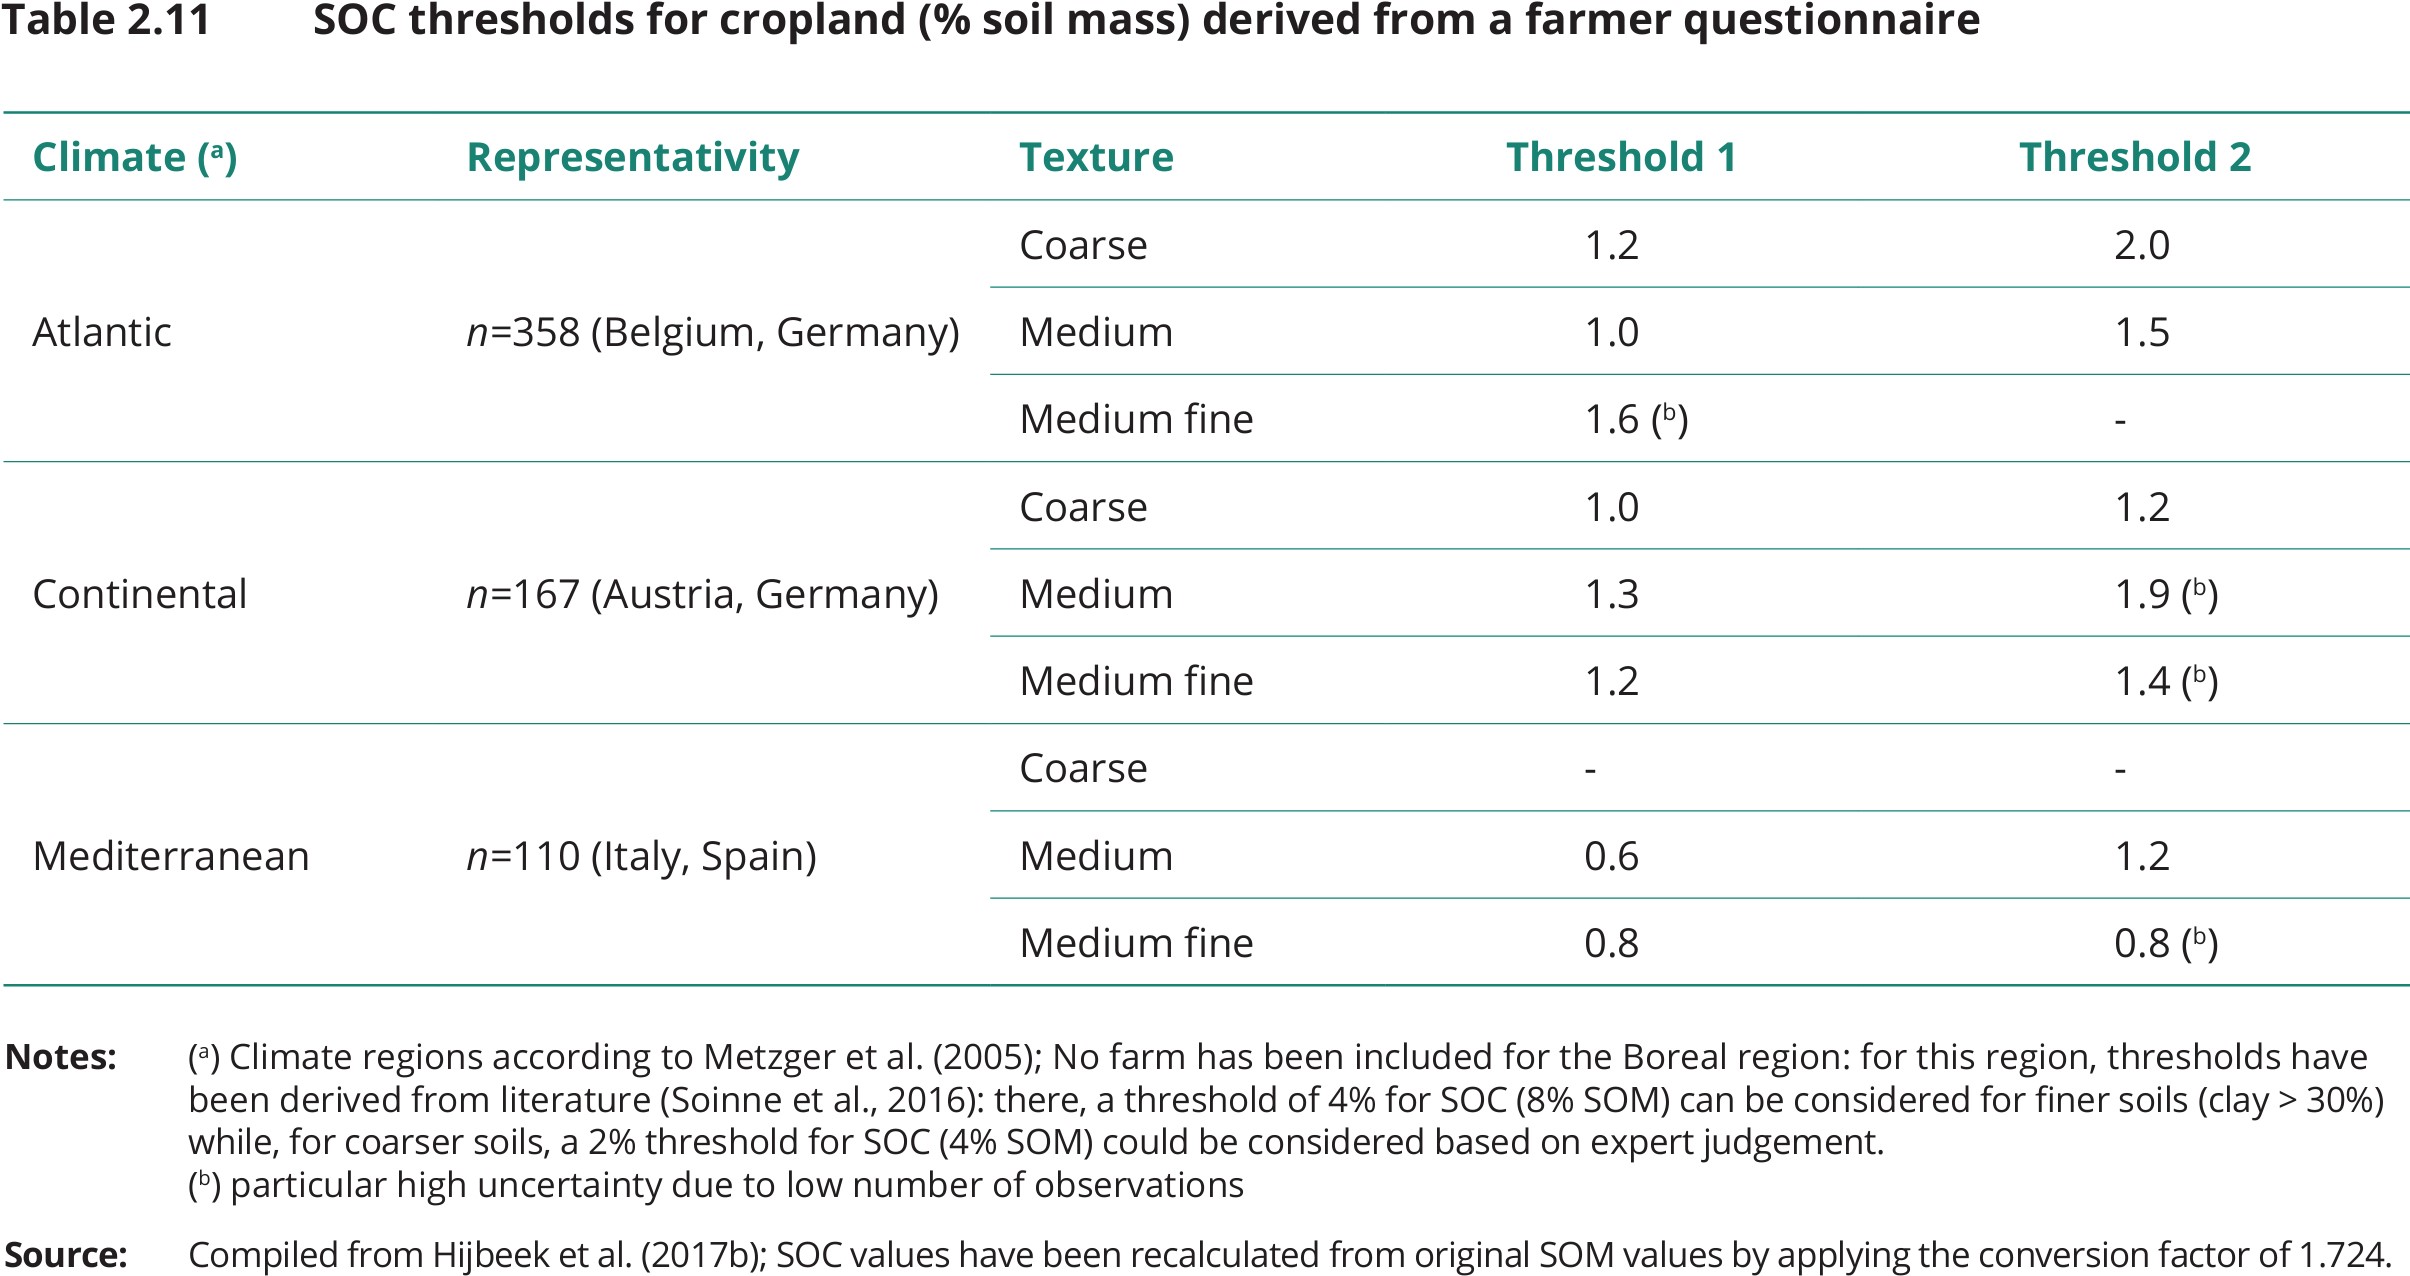 Table 2.11 SOC thresholds for cropland (% soil mass) derived from a farmer questionnaire
Climate (ᵃ) Representativity Texture Threshold 1 Threshold 2
Coarse 1.2 2.0
Atlantic n=358 (Belgium, Germany) Medium 1.0 1.5
Medium fine 1.6 (ᵇ) -
Coarse 1.0 1.2
Continental n=167 (Austria, Germany) Medium 1.3 1.9 (ᵇ)
Medium fine 1.2 1.4 (ᵇ)
Coarse - -
Mediterranean n=110 (Italy, Spain) Medium 0.6 1.2
Medium fine 0.8 0.8 (ᵇ)
Notes: (ᵃ) Climate regions according to Metzger et al. (2005); No farm has been included for the Boreal region: for this region, thresholds have
been derived from literature (Soinne et al., 2016): there, a threshold of 4% for SOC (8% SOM) can be considered for finer soils (clay > 30%)
while, for coarser soils, a 2% threshold for SOC (4% SOM) could be considered based on expert judgement.
(ᵇ) particular high uncertainty due to low number of observations
Source: Compiled from Hijbeek et al. (2017b); SOC values have been recalculated from original SOM values by applying the conversion factor of 1.724.